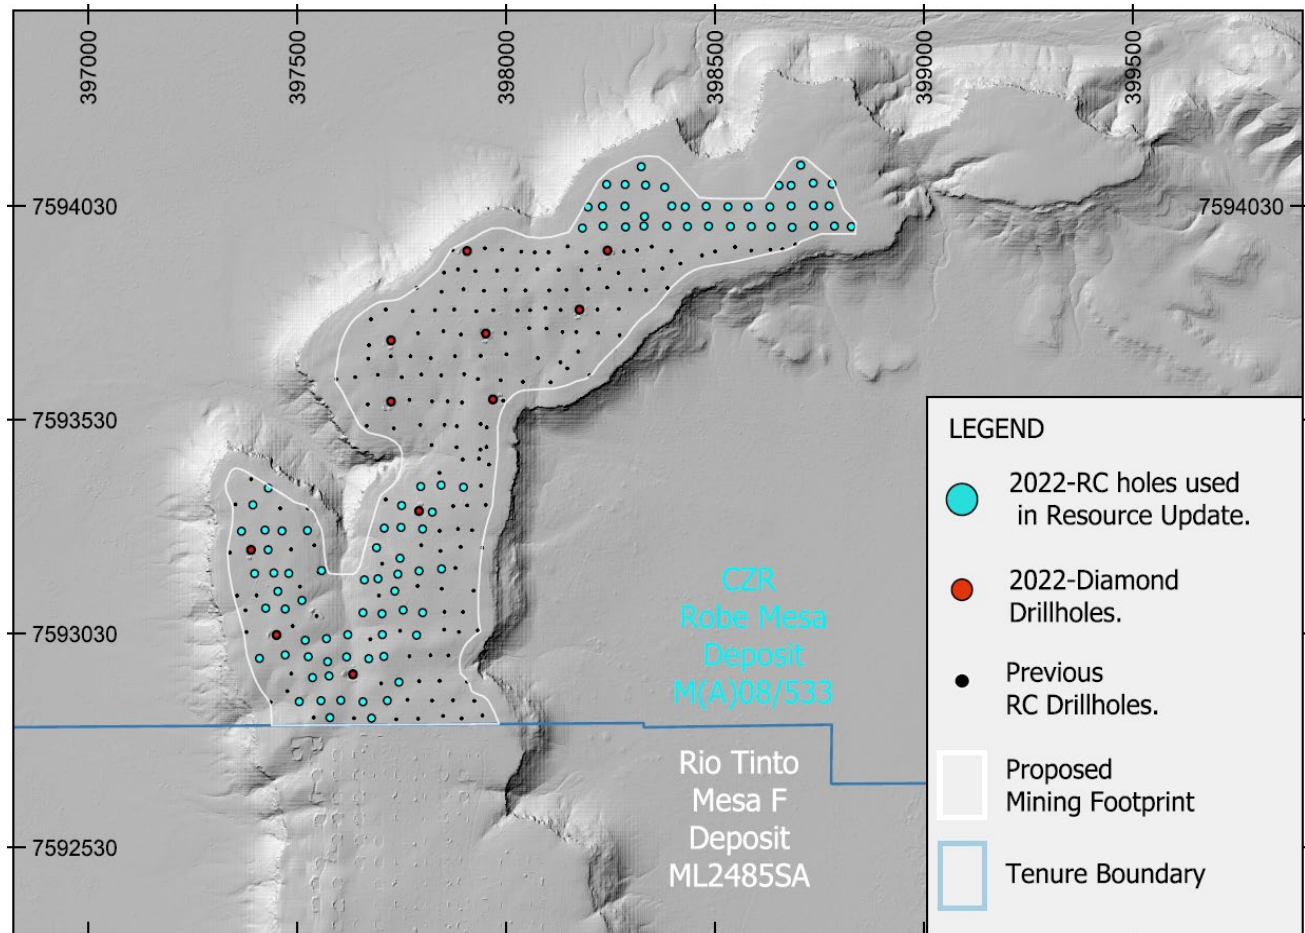 397000
397500
398000
398500
399000
399500
7594030
7594030
7593530
7593030
7592530
CZR
Robe Mesa
Deposit
M(A)08/533
Rio Tinto
Mesa F
Deposit
ML2485SA
LEGEND
2022-RC holes used
in Resource Update.
2022-Diamond
Drillholes.
Previous
RC Drillholes.
Proposed
Mining Footprint
Tenure Boundary